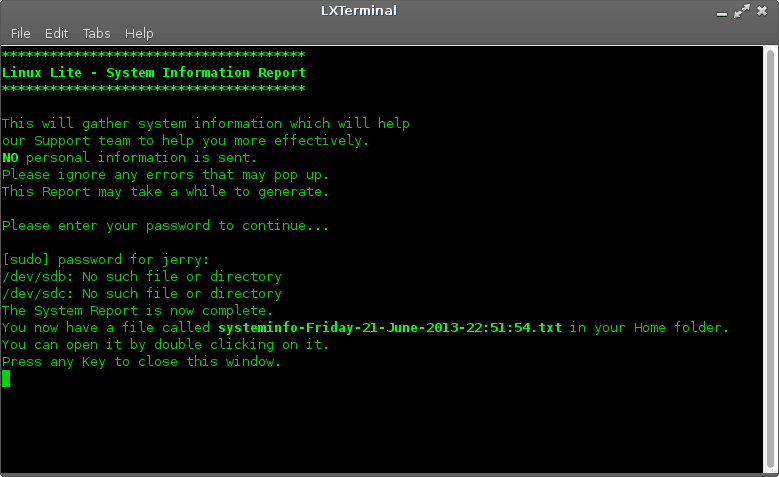 LXTerminal
File Edit Tabs Help
**************************************
Linux Lite - System Information Report
**************************************
This will gather system information which will help
our Support team to help you more effectively.
NO personal information is sent.
Please ignore any errors that may pop up.
This Report may take a while to generate.
Please enter your password to continue...
[sudo] password for jerry:
/dev/sdb: No such file or directory
/dev/sdc: No such file or directory
The System Report is now complete.
You now have a file called systeminfo-Friday-21-June-2013-22:51:54.txt in your Home folder.
You can open it by double clicking on it.
Press any Key to close this window.